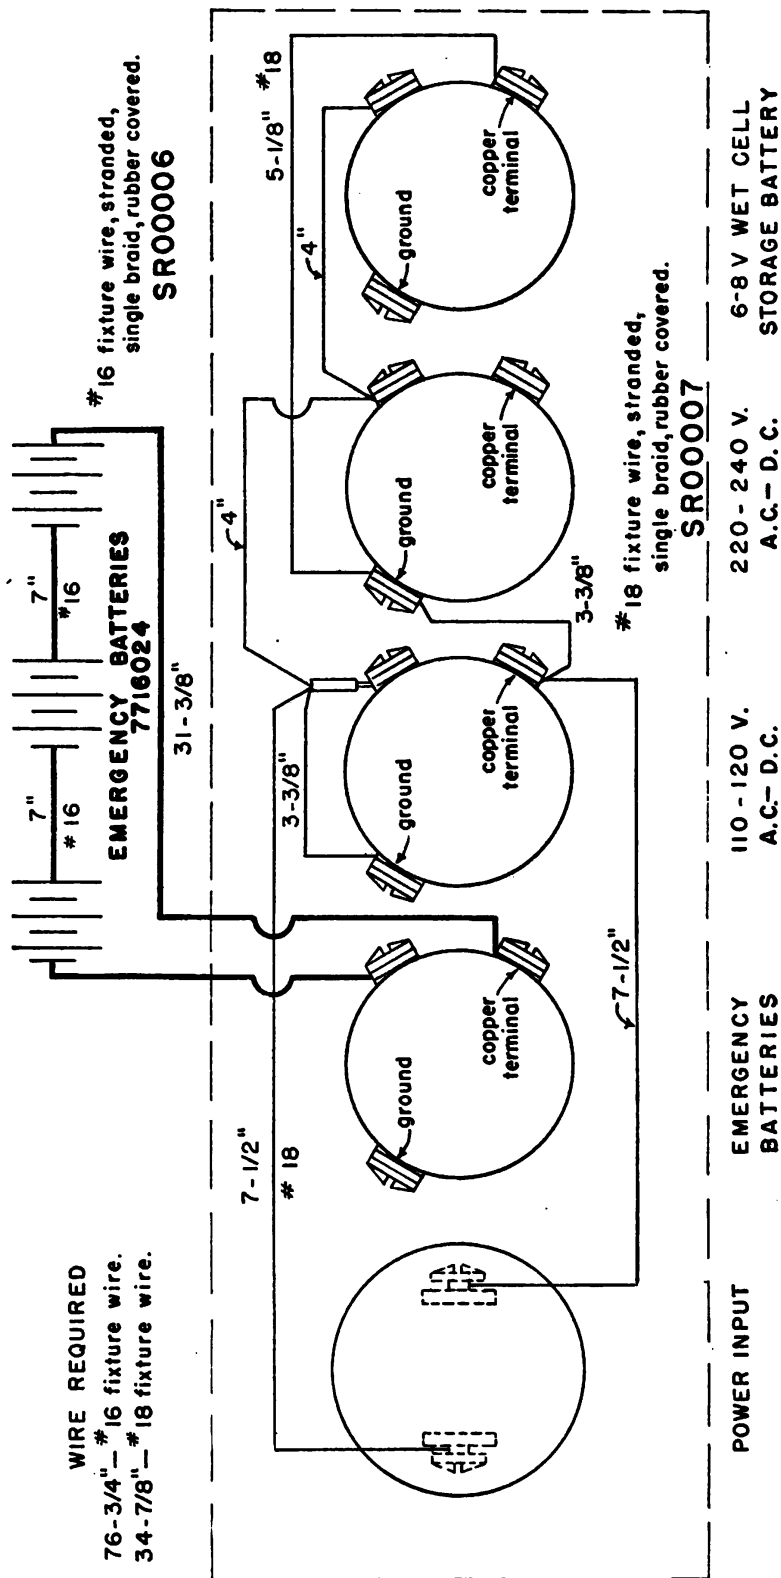 WIRE REQUIRED
76-3/4"—#16 fixture wire.
34-7/8"—#18 fixture wire.
7"
#16
7"
#16
EMERGENCY BATTERIES
7716024
31-3/8"
#16 fixture wire, stranded,
single braid, rubber covered.
SR00006
7-1/2"
#18
3-3/8"
4"
4"
5-1/8" #18
ground
copper
terminal
ground
copper
terminal
ground
copper
terminal
ground
copper
terminal
7-1/2"
3-3/8"
#18 fixture wire, stranded,
single braid, rubber covered.
SR00007
POWER INPUT
EMERGENCY
BATTERIES
110-120 V.
A.C.-D.C.
220-240 V.
A.C.-D.C.
6-8 V WET CELL
STORAGE BATTERY